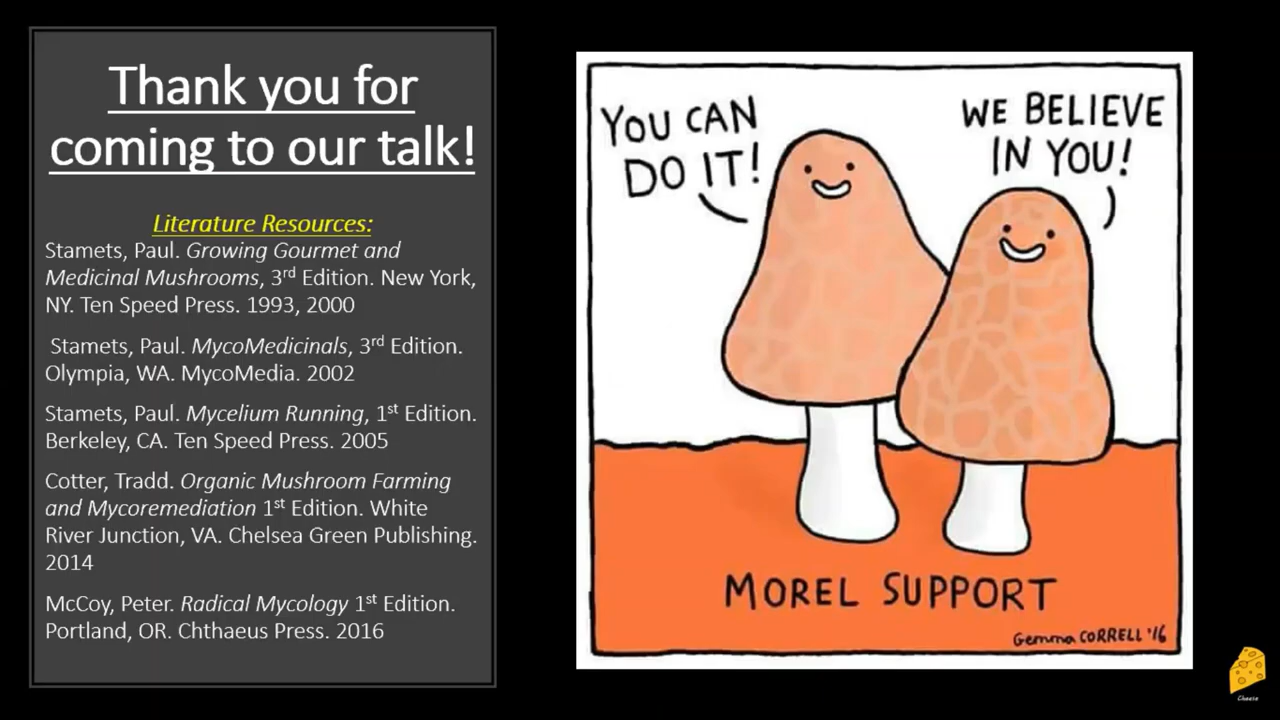 Thank you for
coming to our talk!
Literature Resources:
Stamets, Paul. Growing Gourmet and
Medicinal Mushrooms, 3rd Edition. New York,
NY. Ten Speed Press. 1993, 2000
Stamets, Paul. MycoMedicinals, 3rd Edition.
Olympia, WA. MycoMedia. 2002
Stamets, Paul. Mycelium Running, 1st Edition.
Berkeley, CA. Ten Speed Press. 2005
Cotter, Tradd. Organic Mushroom Farming
and Mycoremediation 1st Edition. White
River Junction, VA. Chelsea Green Publishing.
2014
McCoy, Peter. Radical Mycology 1st Edition.
Portland, OR. Chthaeus Press. 2016
YOU CAN
DO IT!
WE BELIEVE
IN YOU!
MOREL SUPPORT
Gemma CORRELL '16
Cheese